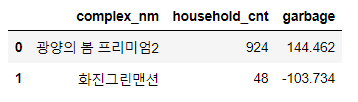 complex_nm household_cnt garbage
0 광양의 봄 프리미엄2 924 144.462
1 화진그린맨션 48 -103.734